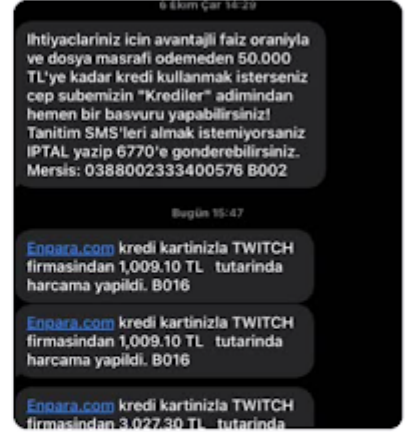 6 Ekim Çar 14:29
Ihtiyaclariniz icin avantajli faiz oraniyla
ve dosya masrafi odemeden 50.000
TL'ye kadar kredi kullanmak isterseniz
cep subemizin "Krediler" adimindan
hemen bir basvuru yapabilirsiniz!
Tanitim SMS'leri almak istemiyorsaniz
IPTAL yazip 6770'e gonderebilirsiniz.
Mersis: 0388002333400576 B002
Bugün 15:47
Enpara.com kredi kartinizla TWITCH
firmasindan 1,009.10 TL tutarinda
harcama yapildi. B016
Enpara.com kredi kartinizla TWITCH
firmasindan 1,009.10 TL tutarinda
harcama yapildi. B016
Enpara.com kredi kartinizla TWITCH
firmasindan 3,027.30 TL tutarinda